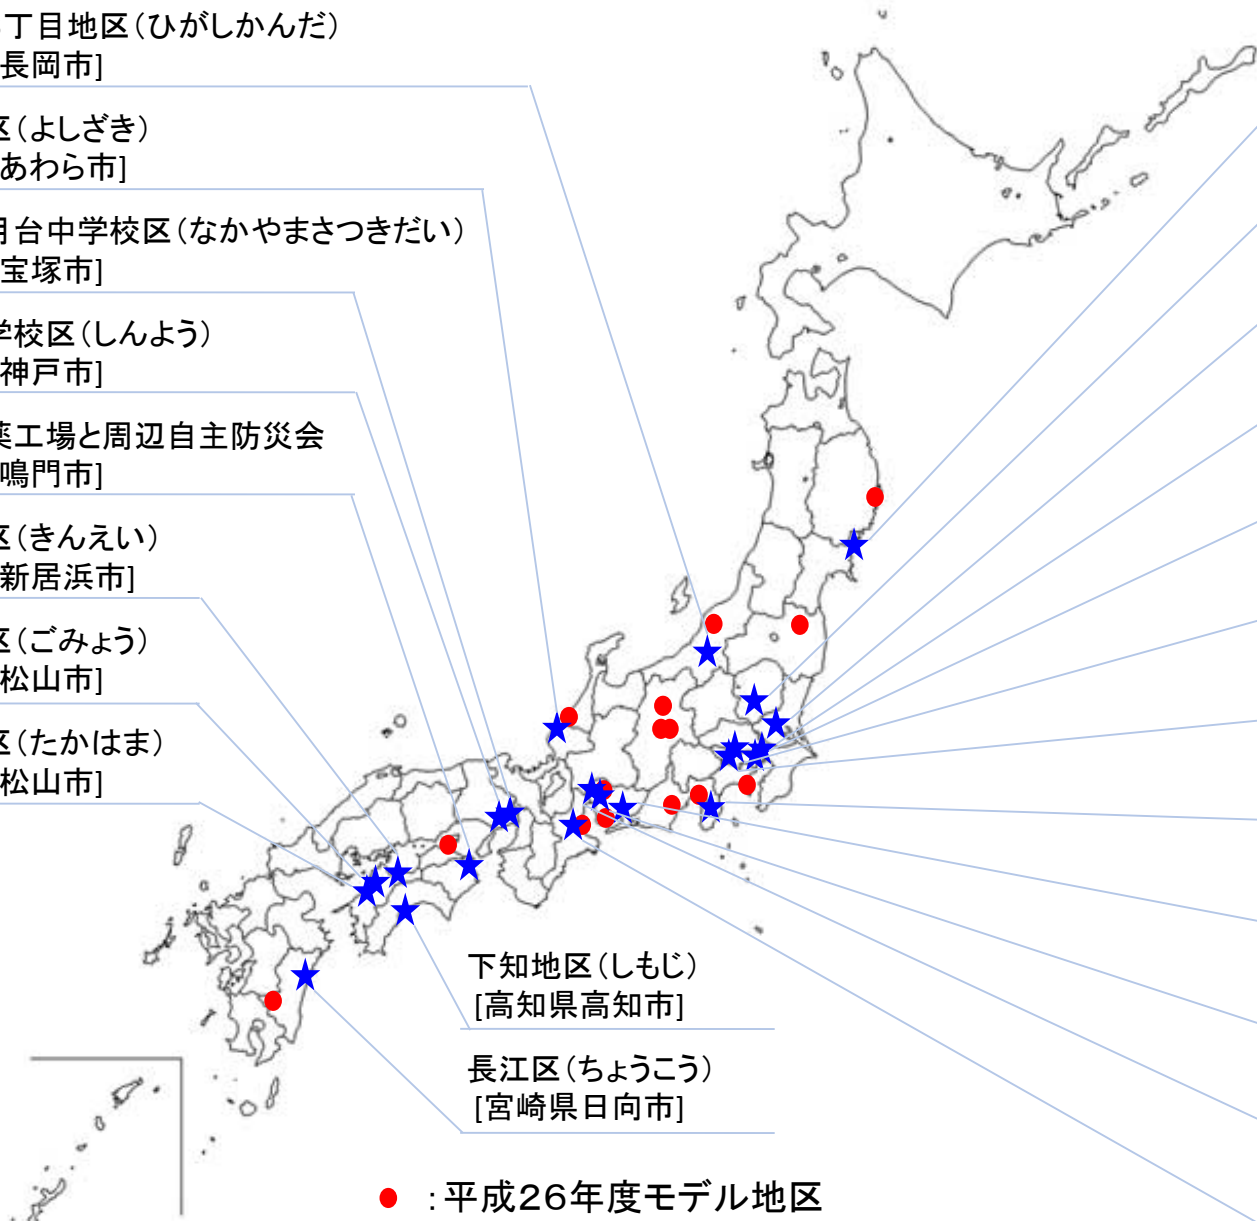 丁目地区（ひがしかんだ）
長岡市]
区（よしざき）
あわら市]
月台中学校区（なかやまさつきだい）
宝塚市]
学校区（しんよう）
神戸市]
薬工場と周辺自主防災会
鳴門市]
区（きんえい）
新居浜市]
区（ごみょう）
松山市]
区（たかはま）
松山市]
下知地区（しもじ）
[高知県高知市]
長江区（ちょうこう）
[宮崎県日向市]
：平成２６年度モデル地区